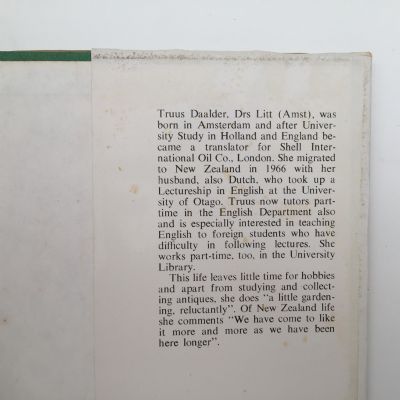 Truus Daalder, Drs Litt (Amst), was
born in Amsterdam and after Univer-
sity Study in Holland and England be-
came a translator for Shell Inter-
national Oil Co., London. She migrated
to New Zealand in 1966 with her
husband, also Dutch, who took up a
Lectureship in English at the Univer-
sity of Otago. Truus now tutors part-
time in the English Department also
and is especially interested in teaching
English to foreign students who have
difficulty in following lectures. She
works part-time, too, in the University
Library.
This life leaves little time for hobbies
and apart from studying and collect-
ing antiques, she does "a little garden-
ing, reluctantly". Of New Zealand life
she comments "We have come to like
it more and more as we have been
here longer".